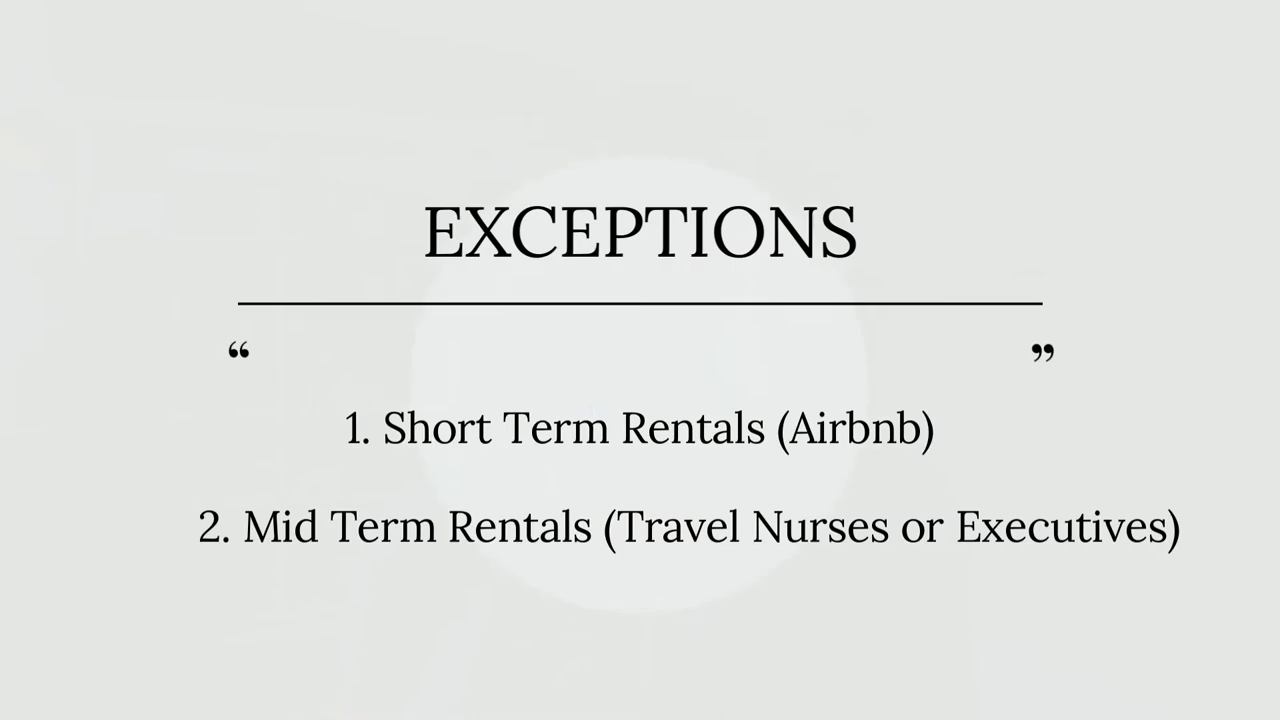 EXCEPTIONS
“ ”
1. Short Term Rentals (Airbnb)
2. Mid Term Rentals (Travel Nurses or Executives)